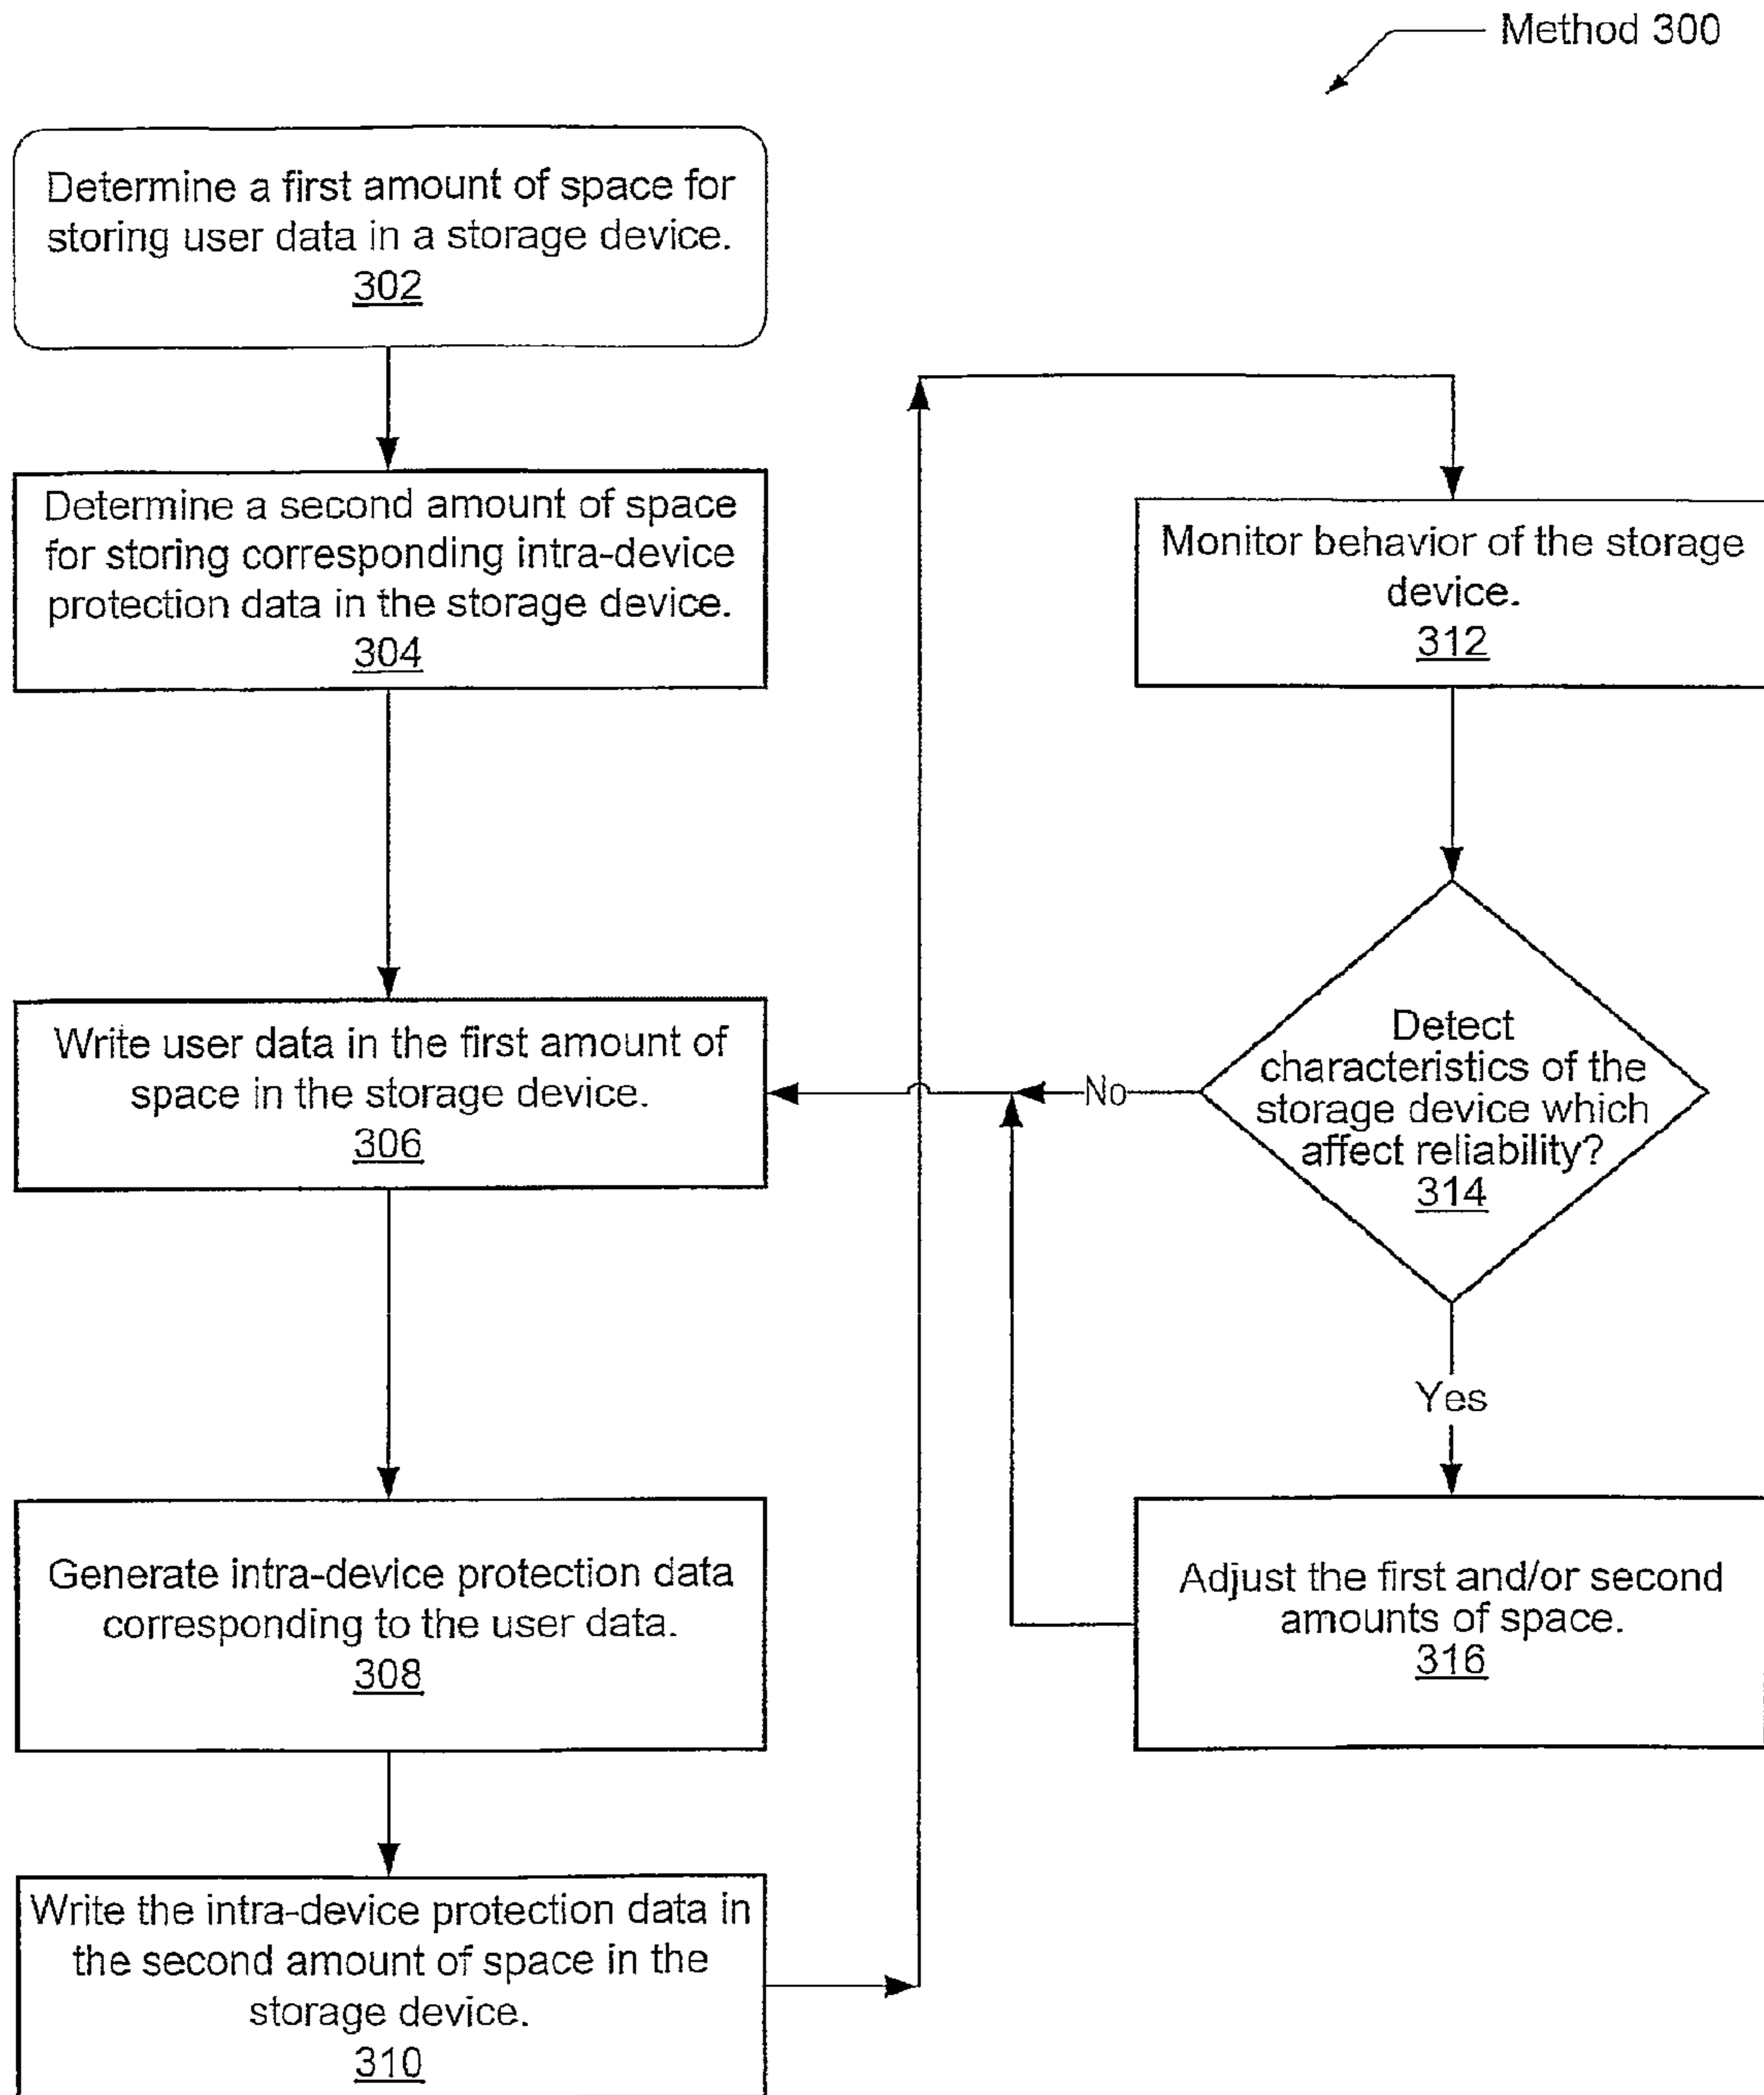 Method 300
Determine a first amount of space for
storing user data in a storage device.
302
Determine a second amount of space
for storing corresponding intra-device
protection data in the storage device.
304
Write user data in the first amount of
space in the storage device.
306
Generate intra-device protection data
corresponding to the user data.
308
Write the intra-device protection data in
the second amount of space in the
storage device.
310
Monitor behavior of the storage
device.
312
Detect
characteristics of the
storage device which
affect reliability?
314
No
Yes
Adjust the first and/or second
amounts of space.
316